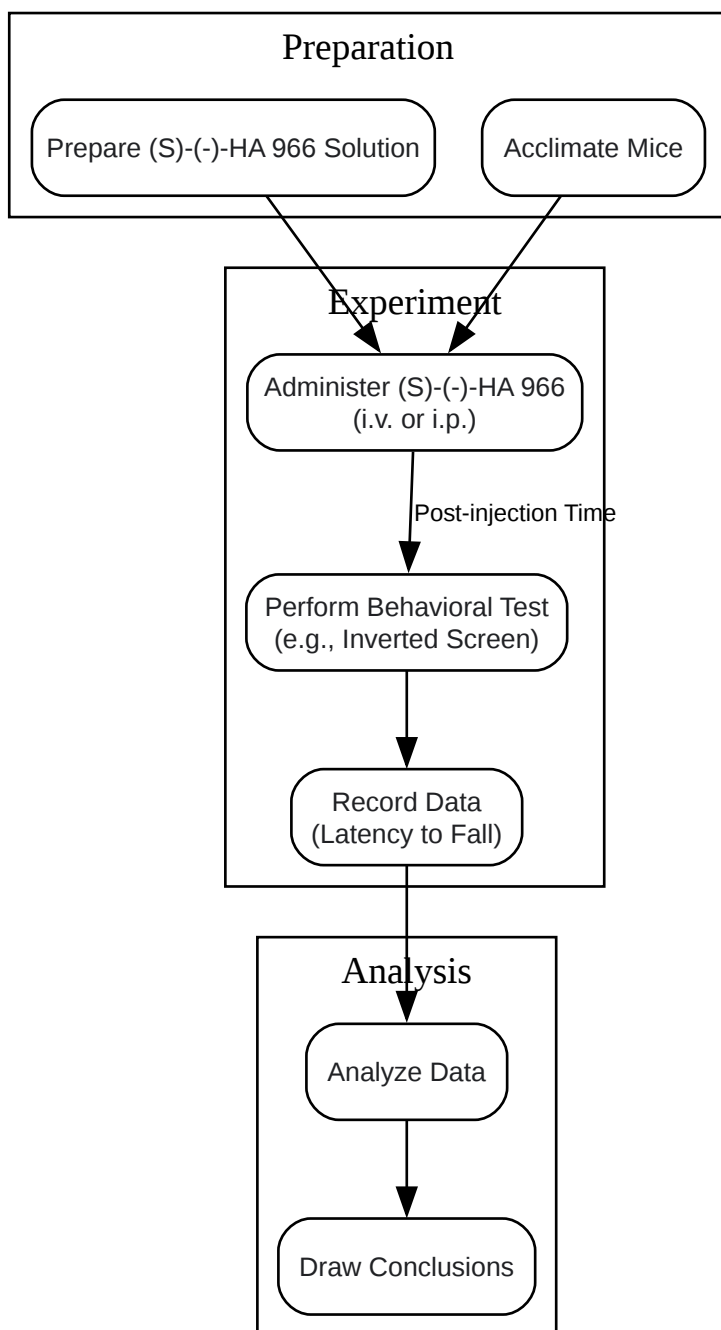 Preparation
Prepare (S)-(-)-HA 966 Solution
Acclimate Mice
Experiment
Administer (S)-(-)-HA 966
(i.v. or i.p.)
Post-injection Time
Perform Behavioral Test
(e.g., Inverted Screen)
Record Data
(Latency to Fall)
Analysis
Analyze Data
Draw Conclusions